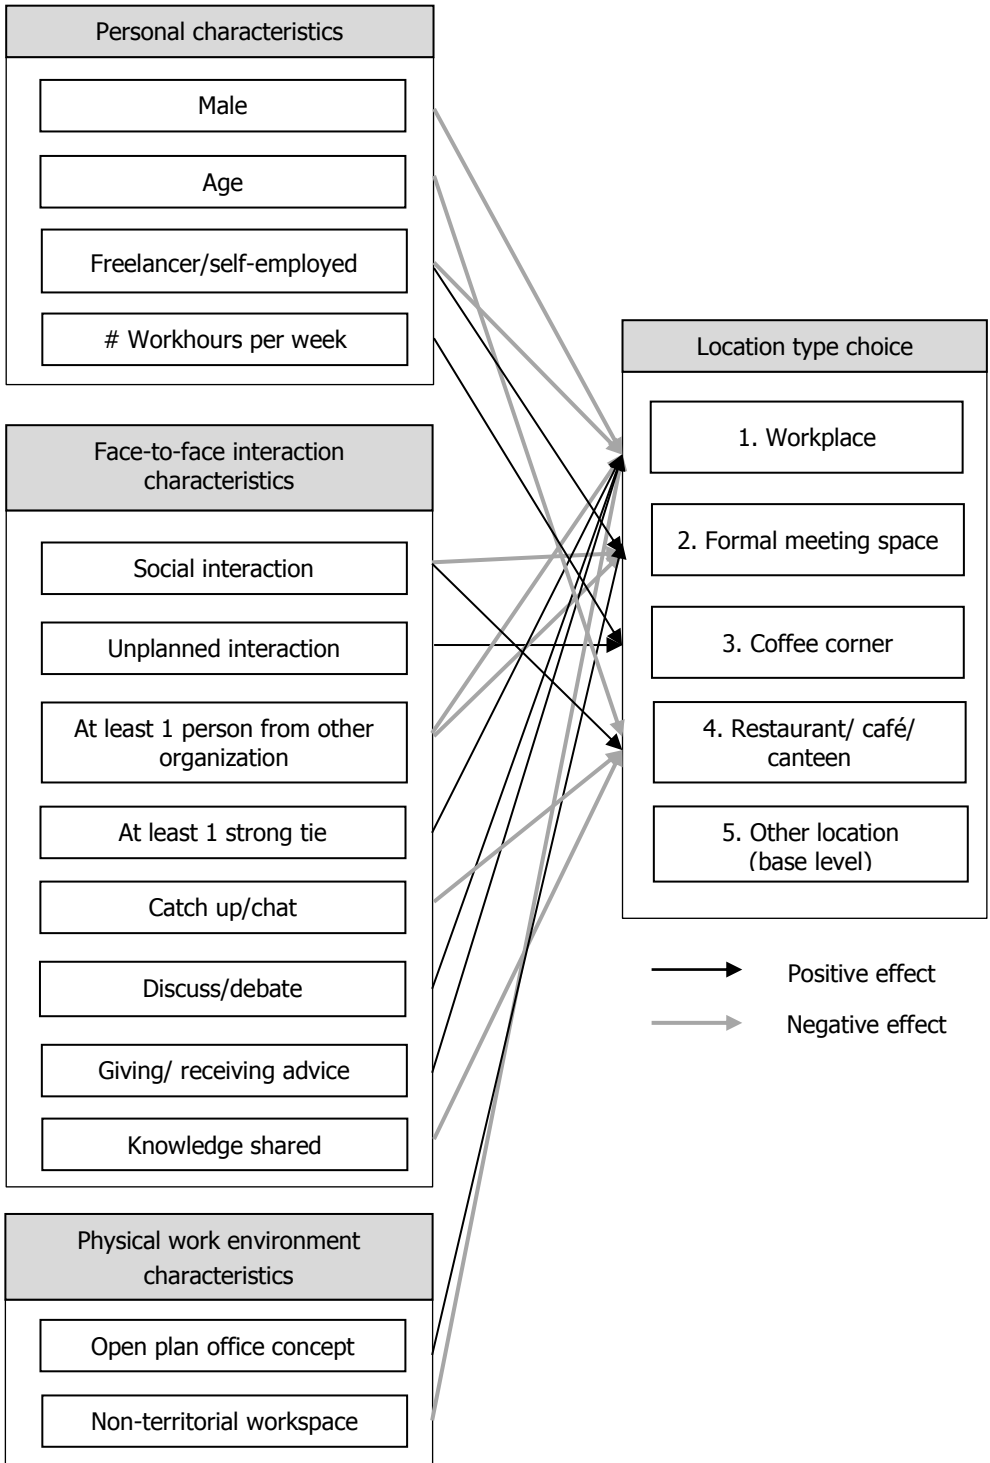 Personal characteristics
Male
Age
Freelancer/self-employed
# Workhours per week
Face-to-face interaction
characteristics
Social interaction
Unplanned interaction
At least 1 person from other
organization
At least 1 strong tie
Catch up/chat
Discuss/debate
Giving/ receiving advice
Knowledge shared
Physical work environment
characteristics
Open plan office concept
Non-territorial workspace
Location type choice
1. Workplace
2. Formal meeting space
3. Coffee corner
4. Restaurant/ café/
canteen
5. Other location
(base level)
Positive effect
Negative effect